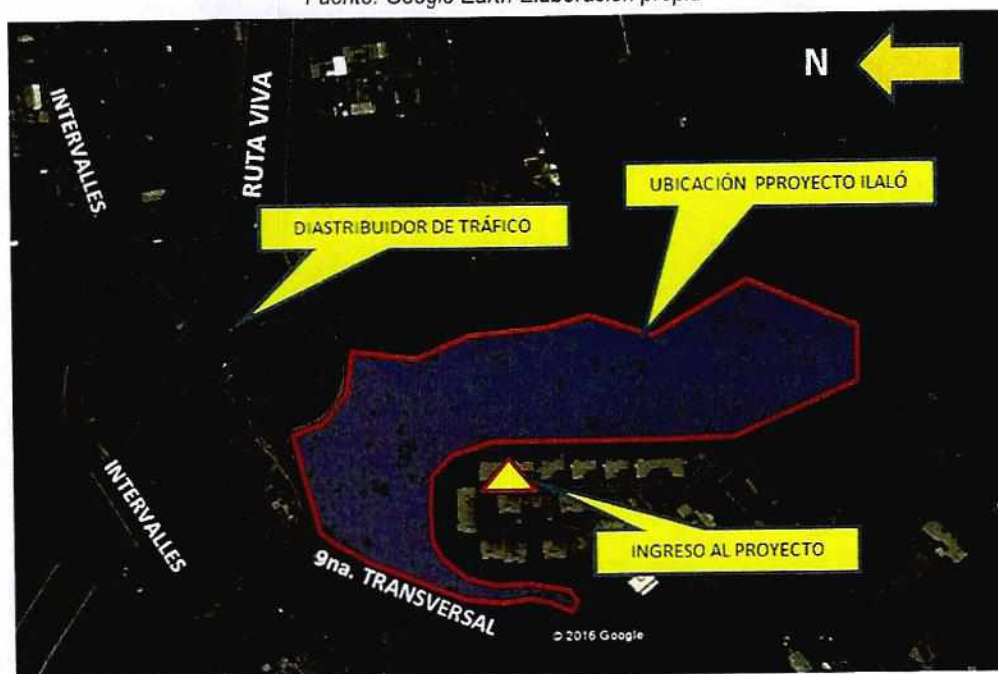 Fuente: Google Earth Elaboración propia
N
INTERVALLES
RUTA VIVA
UBICACIÓN PPROYECTO ILALÓ
DIASTRIBUIDOR DE TRÁFICO
INTERVALLES
9na. TRANSVERSAL
INGRESO AL PROYECTO
© 2016 Google